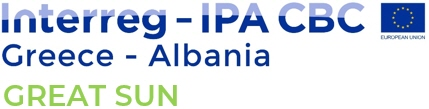 Interreg - IPA CBC
EUROPEAN UNION
Greece - Albania
GREAT SUN